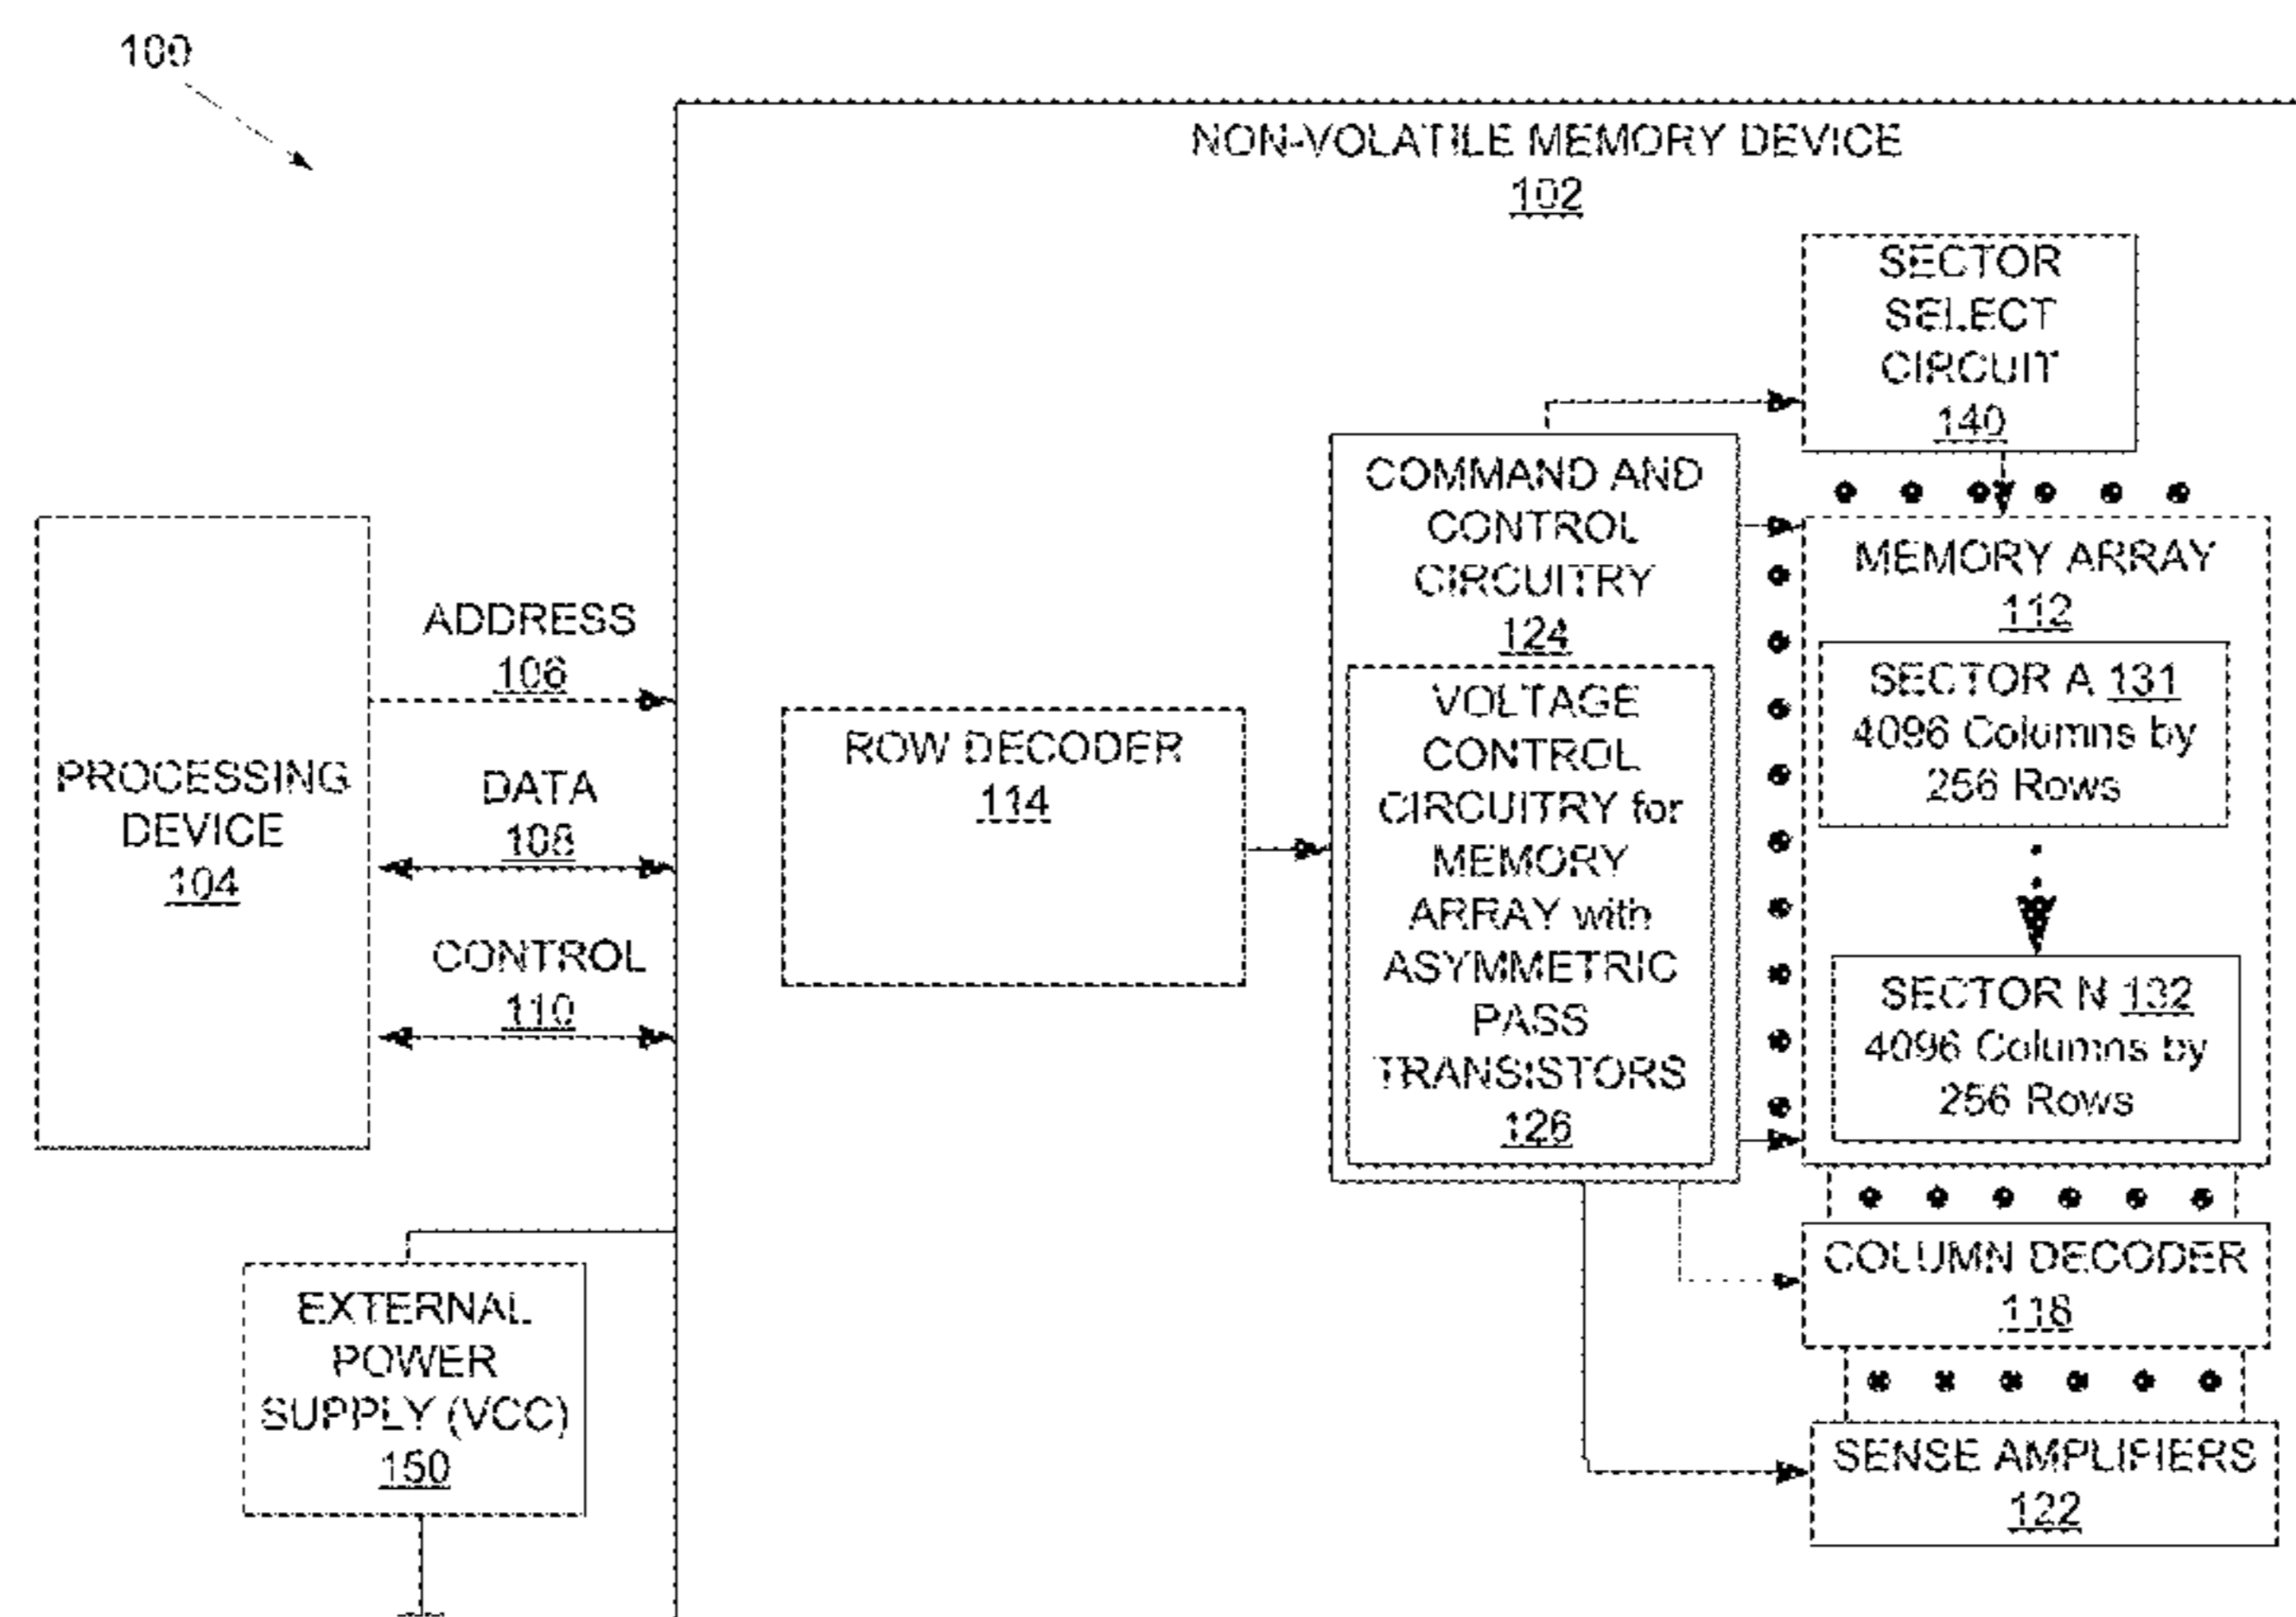 100
NON-VOLATILE MEMORY DEVICE
102
SECTOR
SELECT
CIRCUIT
140
COMMAND AND
CONTROL
CIRCUITRY
124
VOLTAGE
CONTROL
CIRCUITRY for
MEMORY
ARRAY with
ASYMMETRIC
PASS
TRANSISTORS
126
MEMORY ARRAY
112
SECTOR A 131
4096 Columns by
256 Rows
SECTOR N 132
4096 Columns by
256 Rows
ADDRESS
106
DATA
108
CONTROL
110
PROCESSING
DEVICE
104
ROW DECODER
114
EXTERNAL
POWER
SUPPLY (VCC)
150
COLUMN DECODER
118
SENSE AMPLIFIERS
122